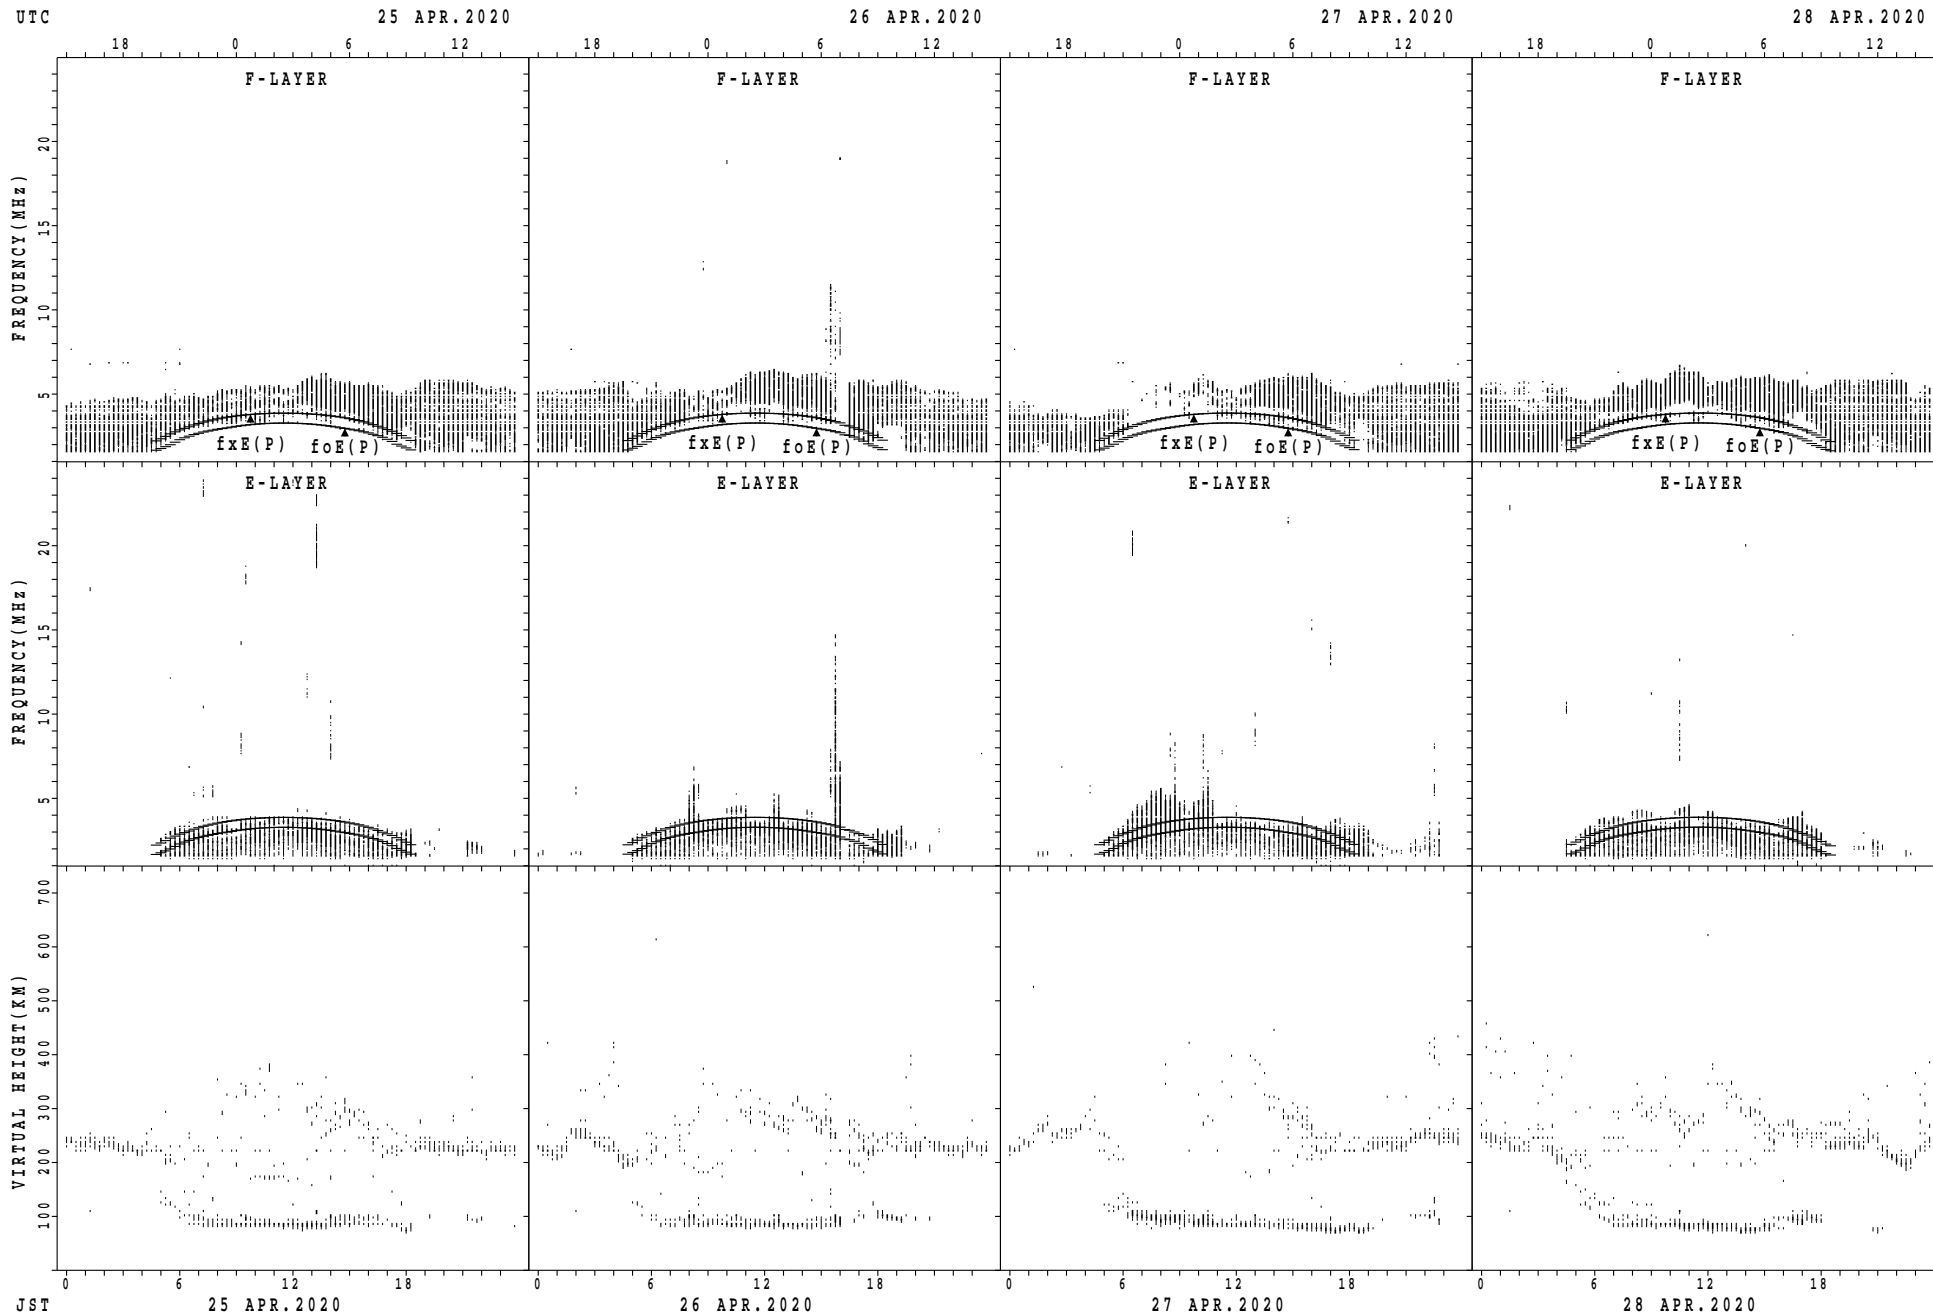 UTC 25 APR.2020 26 APR.2020 27 APR.2020 28 APR.2020
18 0 6 12 18 0 6 12 18 0 6 12 18 0 6 12
F-LAYER F-LAYER F-LAYER F-LAYER
FREQUENCY(MHz)
20
15
10
5
fxE(P) foE(P) fxE(P) foE(P) fxE(P) foE(P) fxE(P) foE(P)
E-LAYER E-LAYER E-LAYER E-LAYER
FREQUENCY(MHz)
20
15
10
5
VIRTUAL HEIGHT(KM)
700
600
500
400
300
200
100
0 6 12 18 0 6 12 18 0 6 12 18 0 6 12 18
JST 25 APR.2020 26 APR.2020 27 APR.2020 28 APR.2020